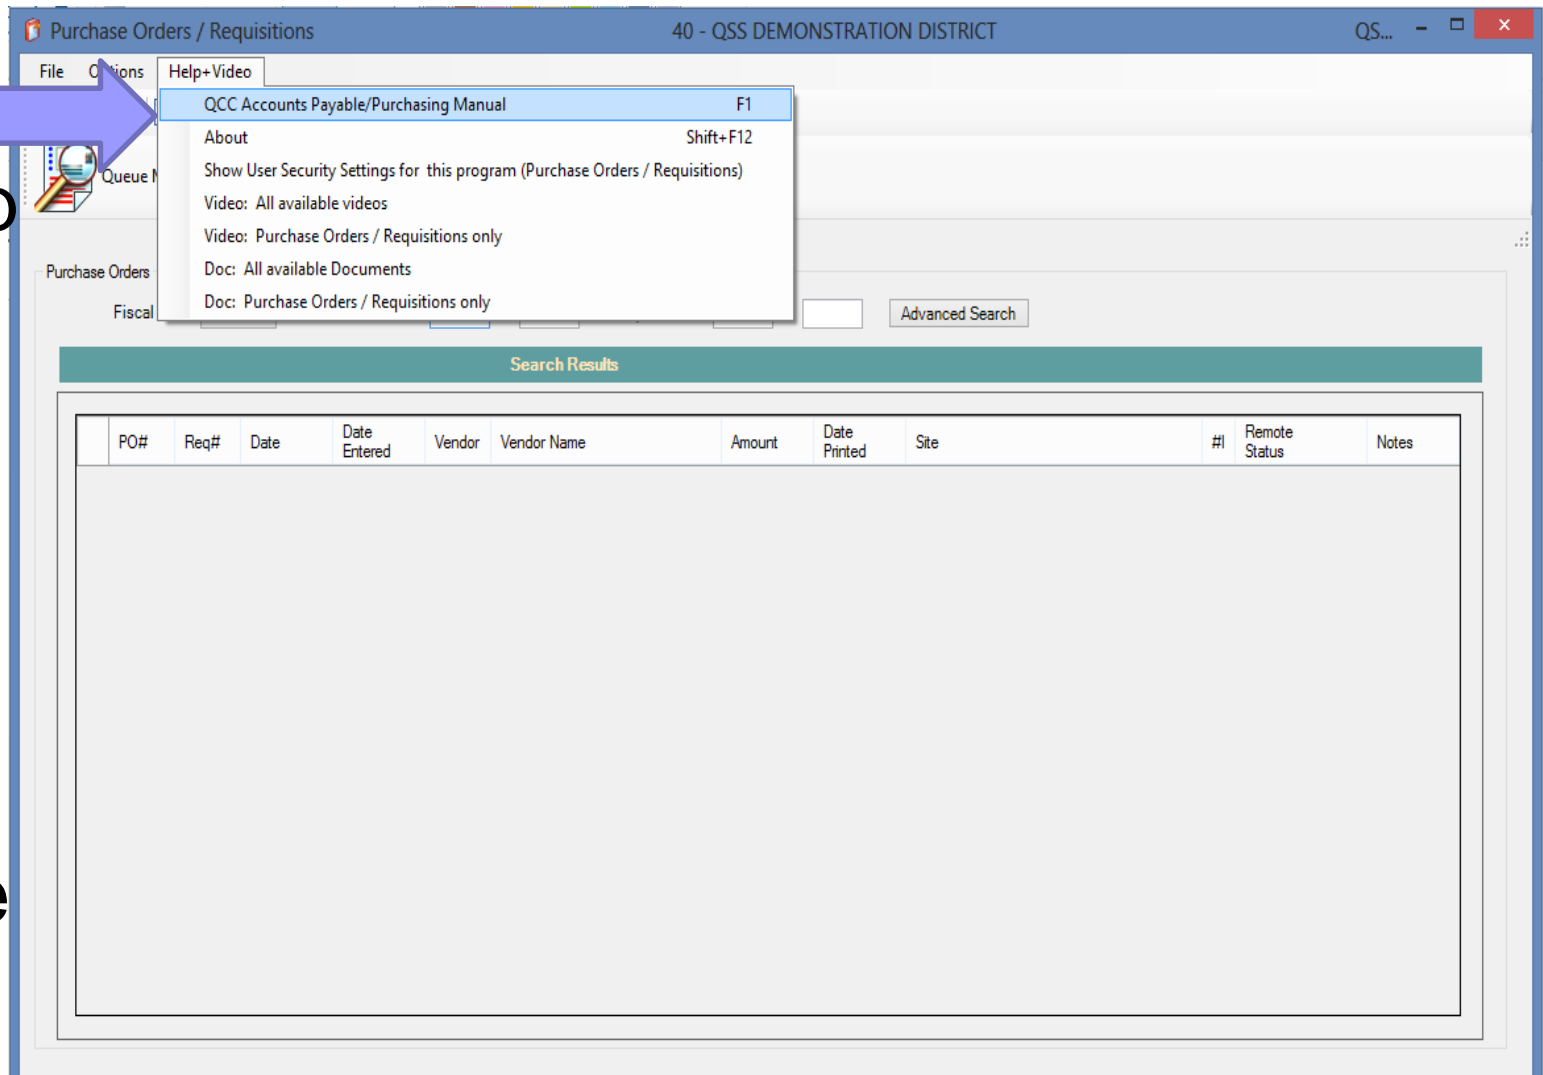 Purchase Orders / Requisitions 40 - QSS DEMONSTRATION DISTRICT QS...
File Options Help+Video
QCC Accounts Payable/Purchasing Manual F1
About Shift+F12
Show User Security Settings for this program (Purchase Orders / Requisitions)
Queue
Video: All available videos
Video: Purchase Orders / Requisitions only
Doc: All available Documents
Purchase Orders
Doc: Purchase Orders / Requisitions only
Fiscal
Advanced Search
Search Results
PO# Req# Date Date Entered Vendor Vendor Name Amount Date Printed Site #I Remote Status Notes
e